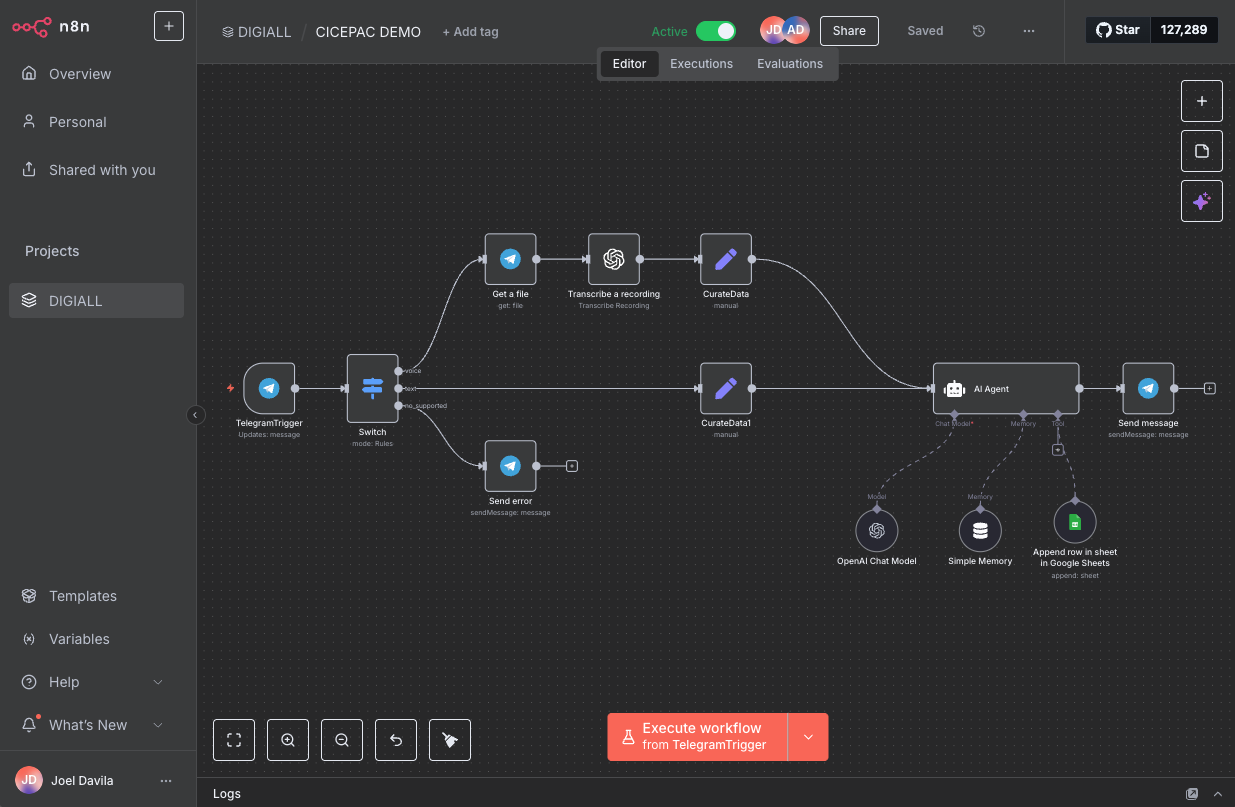 n8n
Overview
Personal
Shared with you
Projects
DIGIALL
Templates
Variables
Help
What's New
JD
Joel Davila
DIGIALL / CICEPAC DEMO + Add tag
Active
JD AD
Share
Saved
Star 127,289
Editor Executions Evaluations
Get a file
get: file
Transcribe a recording
Transcribe Recording
CurateData
manual
TelegramTrigger
Updates: message
voice
text
no_supported
Switch
mode: Rules
CurateData1
manual
AI Agent
Chat Model*
Memory
Tool
Send message
sendMessage: message
Send error
sendMessage: message
Model
OpenAI Chat Model
Memory
Simple Memory
Append row in sheet
in Google Sheets
append: sheet
Execute workflow
from TelegramTrigger
Logs